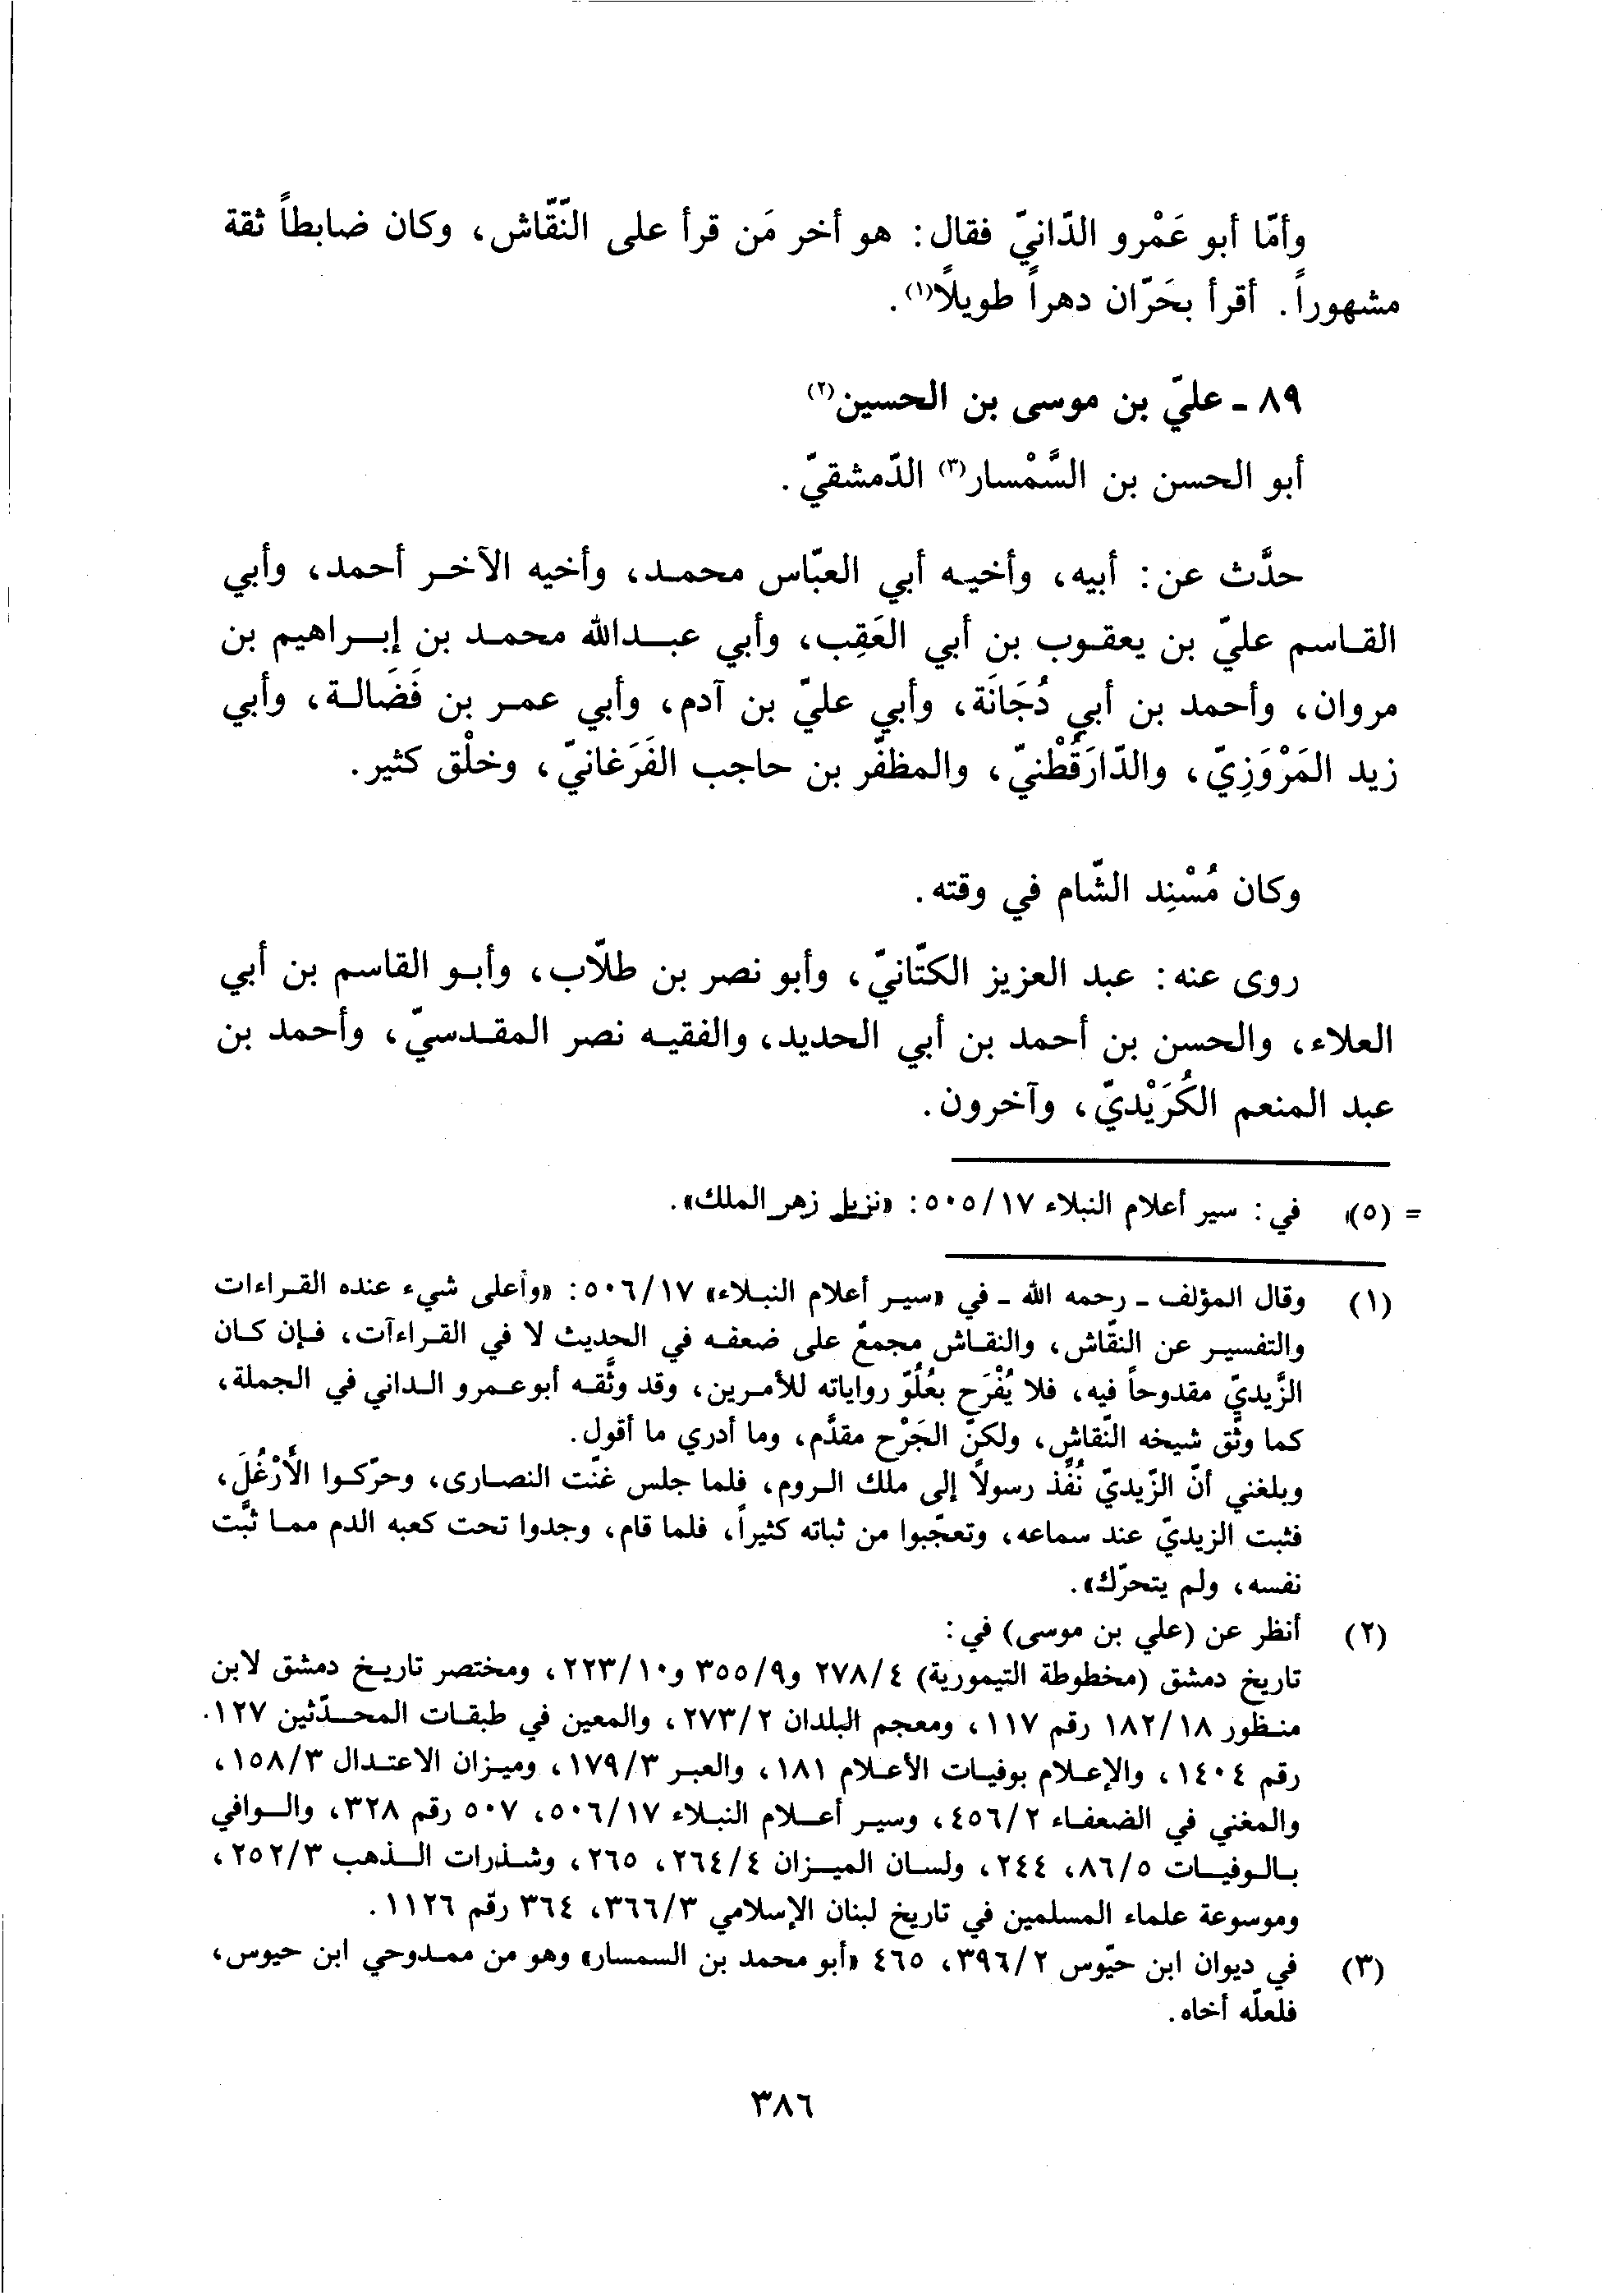 وأمّا أبو عَمْرو الدّانيّ فقال: هو أخر مَن قرأ على النّقّاش، وكان ضابطاً ثقة
مشهوراً. أقرأ بحَرّان دهراً طويلاً(١).
٨٩ - عليّ بن موسى بن الحسين(٢)
أبو الحسن بن السَّمْسار(٣) الدّمشقيّ.
حدَّث عن: أبيه، وأخيه أبي العبّاس محمد، وأخيه الآخر أحمد، وأبي
القاسم عليّ بن يعقوب بن أبي العَقِب، وأبي عبدالله محمد بن إبراهيم بن
مروان، وأحمد بن أبي دُجَانَة، وأبي عليّ بن آدم، وأبي عمر بن فَضَالة، وأبي
زيد المَرْوَزِيّ، والدّارَقُطْنيّ، والمظفّر بن حاجب الفَرَغانيّ، وخلْق كثير.
وكان مُسْنِد الشّام في وقته.
روى عنه: عبد العزيز الكتّانيّ، وأبو نصر بن طلّاب، وأبو القاسم بن أبي
العلاء، والحسن بن أحمد بن أبي الحديد، والفقيه نصر المقدسيّ، وأحمد بن
عبد المنعم الكُرَيْديّ، وآخرون.
= (٥) في: سير أعلام النبلاء ٥٠٥/١٧: «نزيل زهر الملك».
(١) وقال المؤلف - رحمه الله - في «سير أعلام النبلاء» ٥٠٦/١٧: «وأعلى شيء عنده القراءات
والتفسير عن النقّاش، والنقاش مجمعٌ على ضعفه في الحديث لا في القراءآت، فإن كان
الزَّيديّ مقدوحاً فيه، فلا يُفْرَح بعُلُوّ رواياته للأمرين، وقد وثَّقه أبوعمرو الداني في الجملة،
كما وثَّق شيخه النّقاش، ولكنّ الجَرْح مقدَّم، وما أدري ما أقول.
وبلغني أنّ الزّيديّ نُفَّذ رسولاً إلى ملك الروم، فلما جلس غنّت النصارى، وحرّكوا الأَرْغُلَ،
فثبت الزيديّ عند سماعه، وتعجّبوا من ثباته كثيراً، فلما قام، وجدوا تحت كعبه الدم مما ثبَّت
نفسه، ولم يتحرّك».
(٢) أنظر عن (علي بن موسى) في:
تاريخ دمشق (مخطوطة التيمورية) ٢٧٨/٤ و٣٥٥/٩ و٢٢٣/١٠، ومختصر تاريخ دمشق لابن
منظور ١٨٢/١٨ رقم ١١٧، ومعجم البلدان ٢٧٣/٢، والمعين في طبقات المحدّثين ١٢٧.
رقم ١٤٠٤، والإعلام بوفيات الأعلام ١٨١، والعبر ١٧٩/٣، وميزان الاعتدال ١٥٨/٣،
والمغني في الضعفاء ٤٥٦/٢، وسير أعلام النبلاء ٥٠٦/١٧، ٥٠٧ رقم ٣٢٨، والوافي
بالوفيات ٨٦/٥، ٢٤٤، ولسان الميزان ٢٦٤/٤، ٢٦٥، وشذرات الذهب ٢٥٢/٣،
وموسوعة علماء المسلمين في تاريخ لبنان الإسلامي ٣٦٦/٣، ٣٦٤ رقم ١١٢٦.
(٣) في ديوان ابن حيّوس ٣٩٦/٢، ٤٦٥ «أبو محمد بن السمسار» وهو من ممدوحي ابن حيوس،
فلعلّه أخاه.
٣٨٦